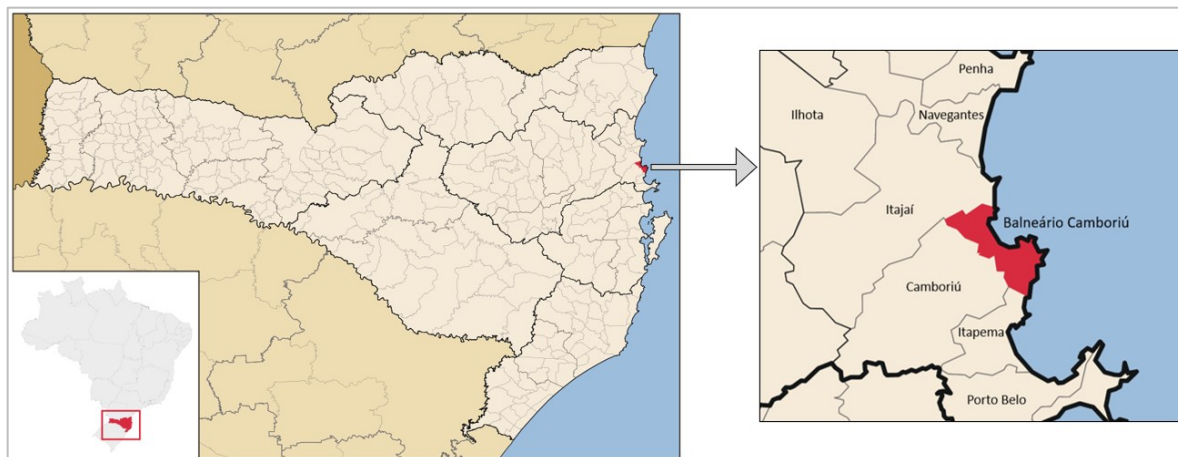 Penha
Ilhota
Navegantes
Itajaí
Balneário Camboriú
Camboriú
Itapema
Porto Belo